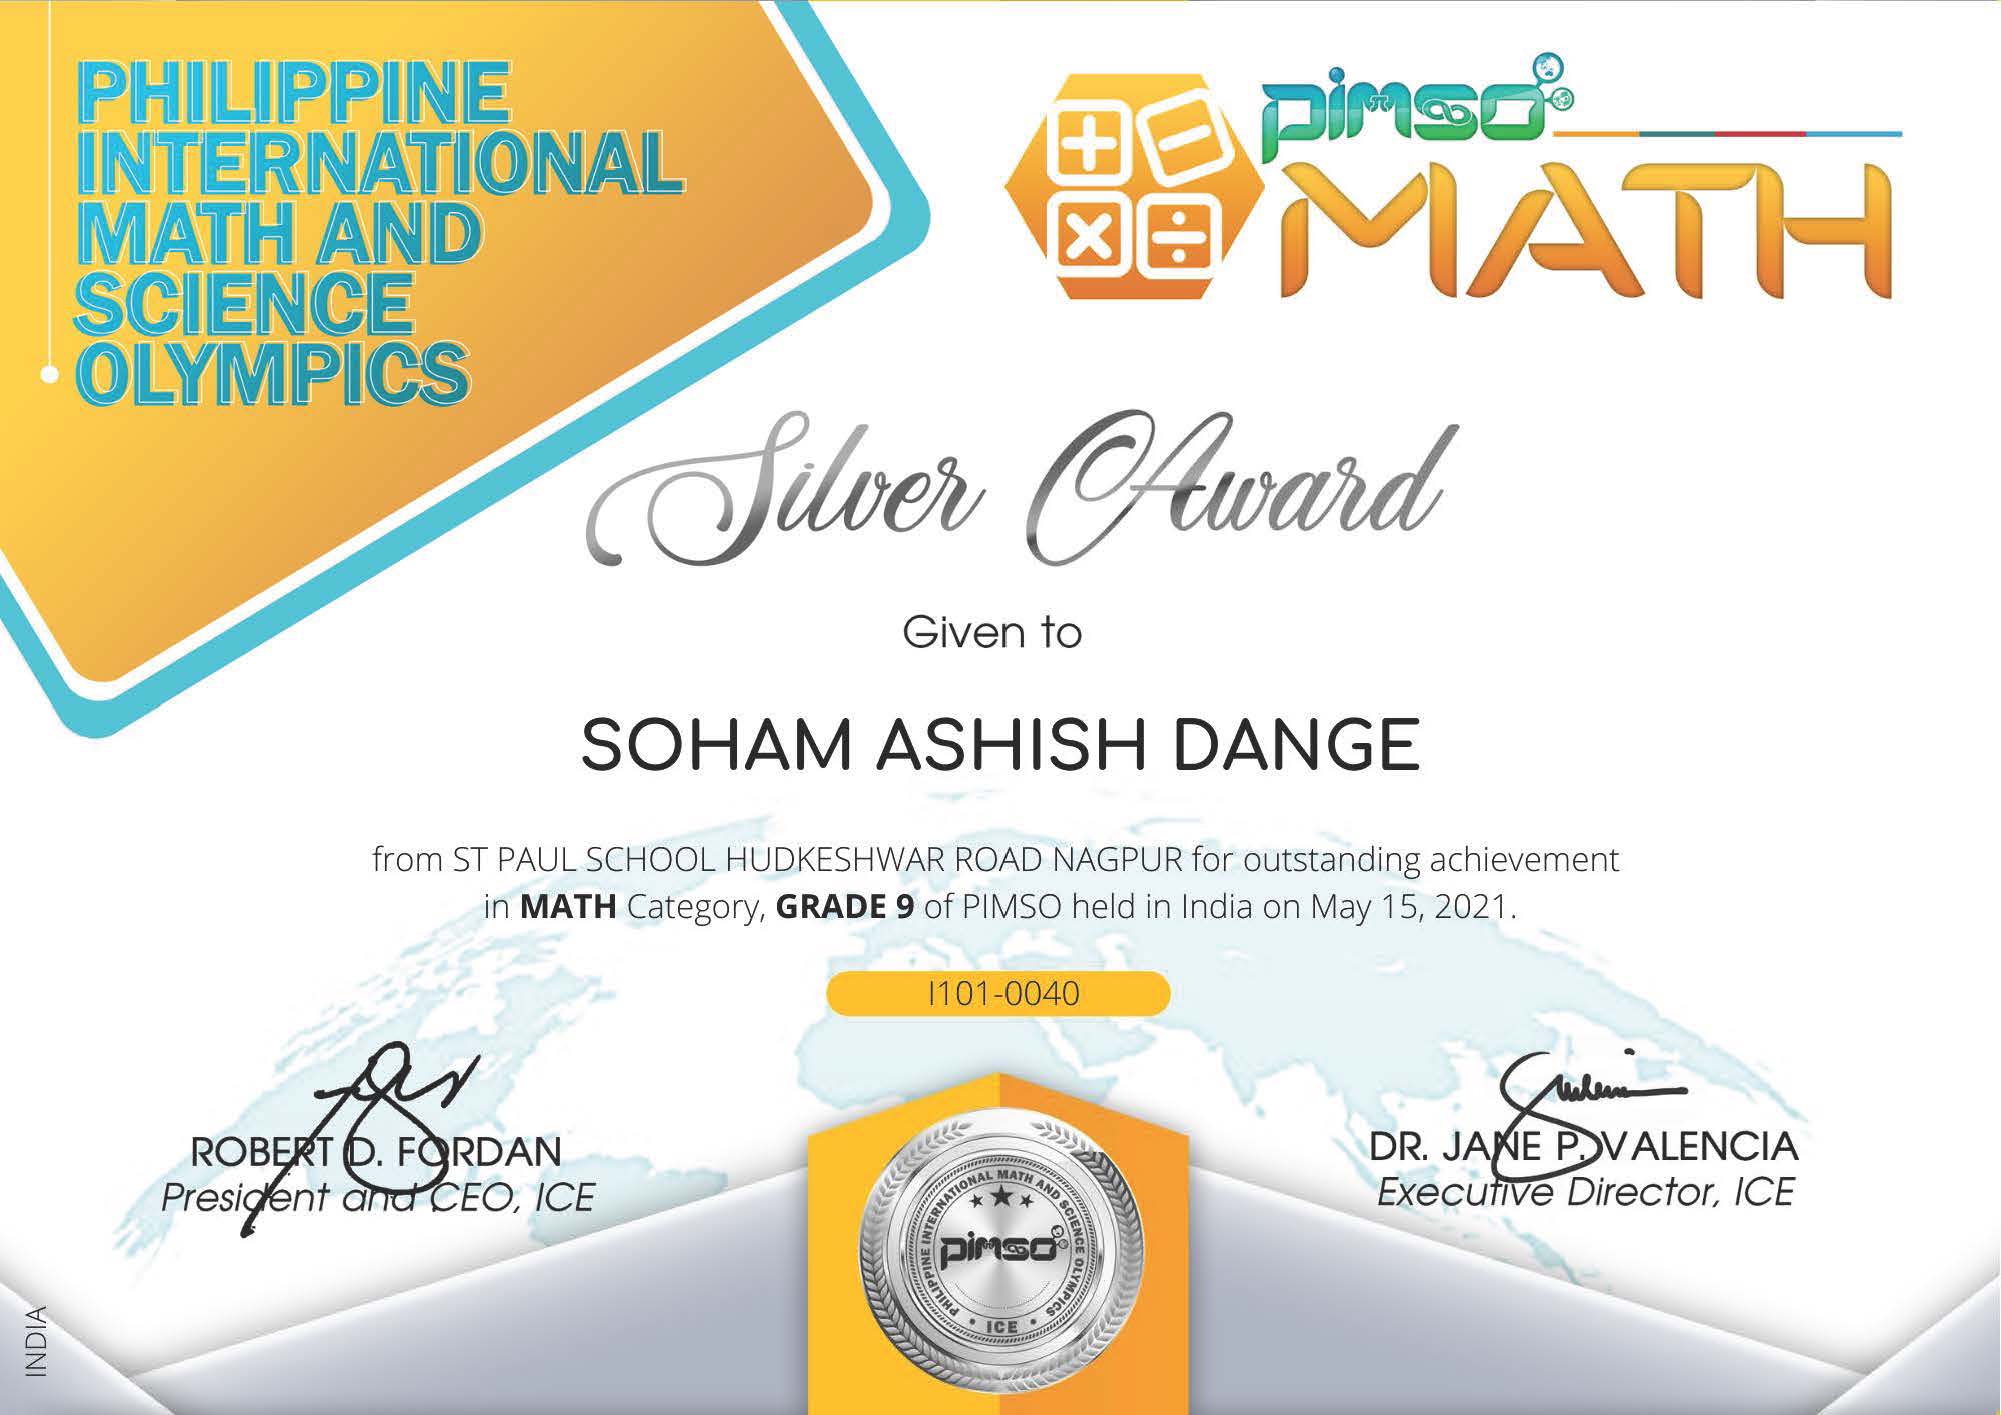 PHILIPPINE
INTERNATIONAL
MATH AND
SCIENCE
OLYMPICS
pimso
MATH
Silver Award
Given to
SOHAM ASHISH DANGE
from ST PAUL SCHOOL HUDKESHWAR ROAD NAGPUR for outstanding achievement
in MATH Category, GRADE 9 of PIMSO held in India on May 15, 2021.
I101-0040
ROBERT D. FORDAN
President and CEO, ICE
DR. JANE P. VALENCIA
Executive Director, ICE
PHILIPPINE INTERNATIONAL MATH AND SCIENCE OLYMPICS
pimso
ICE
INDIA